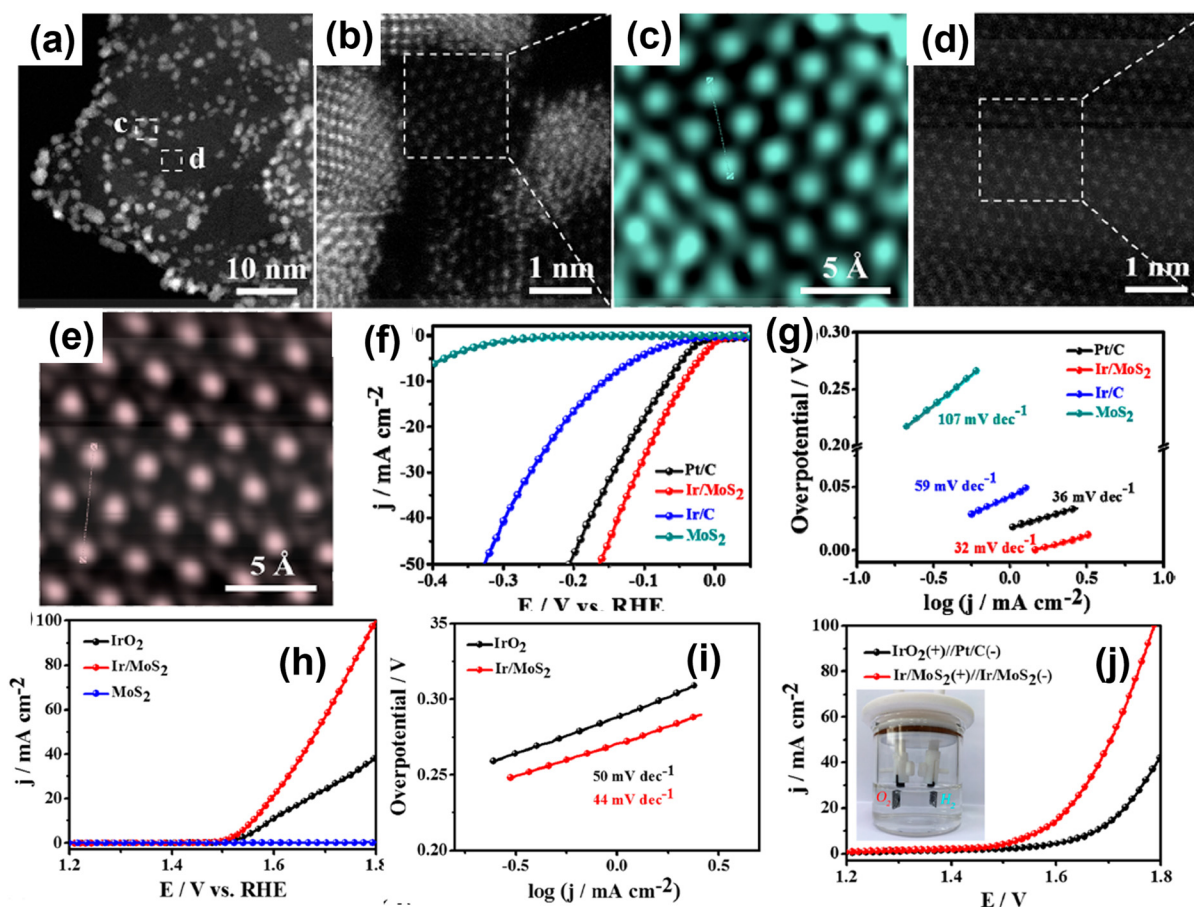 (a)
c
d
10 nm
(b)
1 nm
(c)
5 Å
(d)
1 nm
(e)
5 Å
(f)
0
-10
-20
-30
-40
-50
j / mA cm-2
Pt/C
Ir/MoS2
Ir/C
MoS2
-0.4
-0.3
-0.2
-0.1
0.0
E / V vs. RHE
(g)
0.30
0.25
0.20
0.05
0.00
Overpotential / V
Pt/C
Ir/MoS2
Ir/C
MoS2
107 mV dec-1
59 mV dec-1
36 mV dec-1
32 mV dec-1
-1.0
-0.5
0.0
0.5
1.0
log (j / mA cm-2)
(h)
100
80
60
40
20
0
j / mA cm-2
IrO2
Ir/MoS2
MoS2
1.2
1.4
1.6
1.8
E / V vs. RHE
(i)
0.35
0.30
0.25
0.20
Overpotential / V
IrO2
Ir/MoS2
50 mV dec-1
44 mV dec-1
-0.5
0.0
0.5
log (j / mA cm-2)
(j)
100
80
60
40
20
0
j / mA cm-2
IrO2(+)//Pt/C(-)
Ir/MoS2(+)//Ir/MoS2(-)
O2
H2
1.2
1.4
1.6
1.8
E / V